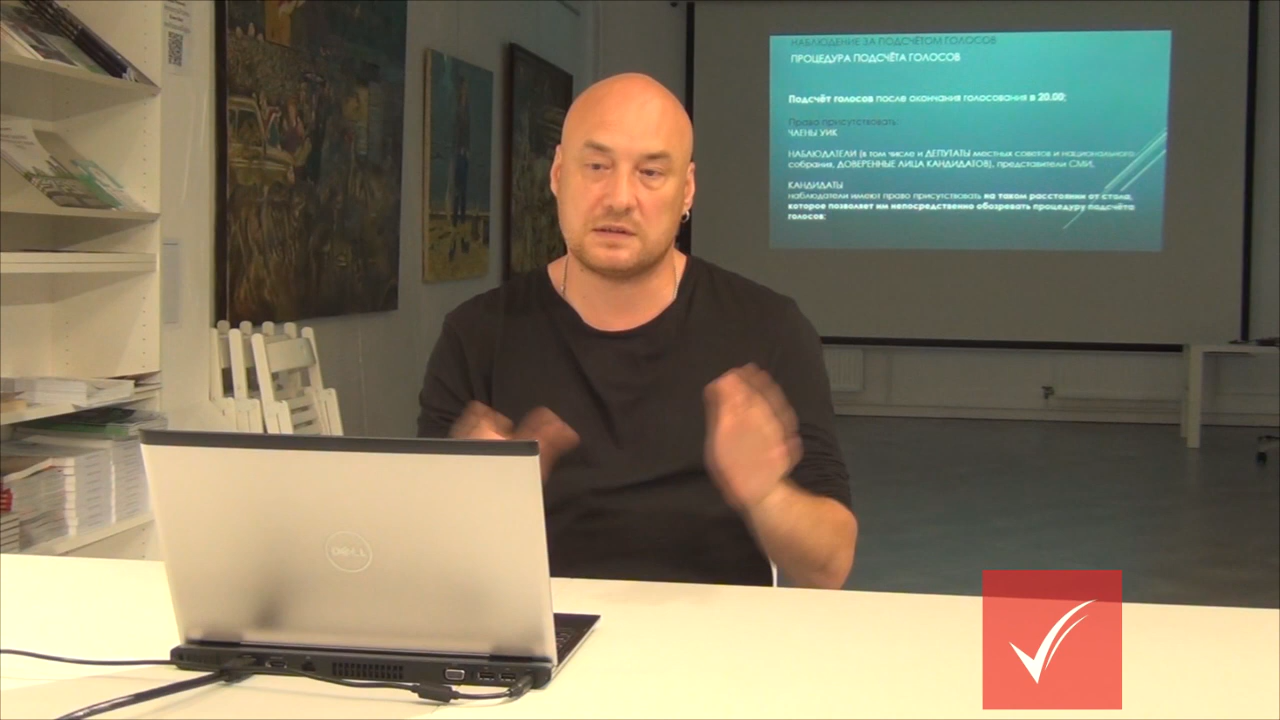 НАБЛЮДЕНИЕ ЗА ПОДСЧЁТОМ ГОЛОСОВ
ПРОЦЕДУРА ПОДСЧЁТА ГОЛОСОВ
Подсчёт голосов после окончания голосования в 20.00;
Право присутствовать:
ЧЛЕНЫ УИК
НАБЛЮДАТЕЛИ (в том числе и ДЕПУТАТЫ местных советов и национального
собрания, ДОВЕРЕННЫЕ ЛИЦА КАНДИДАТОВ), представители СМИ,
КАНДИДАТЫ
наблюдатели имеют право присутствовать на таком расстоянии от стола,
которое позволяет им непосредственно обозревать процедуру подсчёта
голосов;
DELL